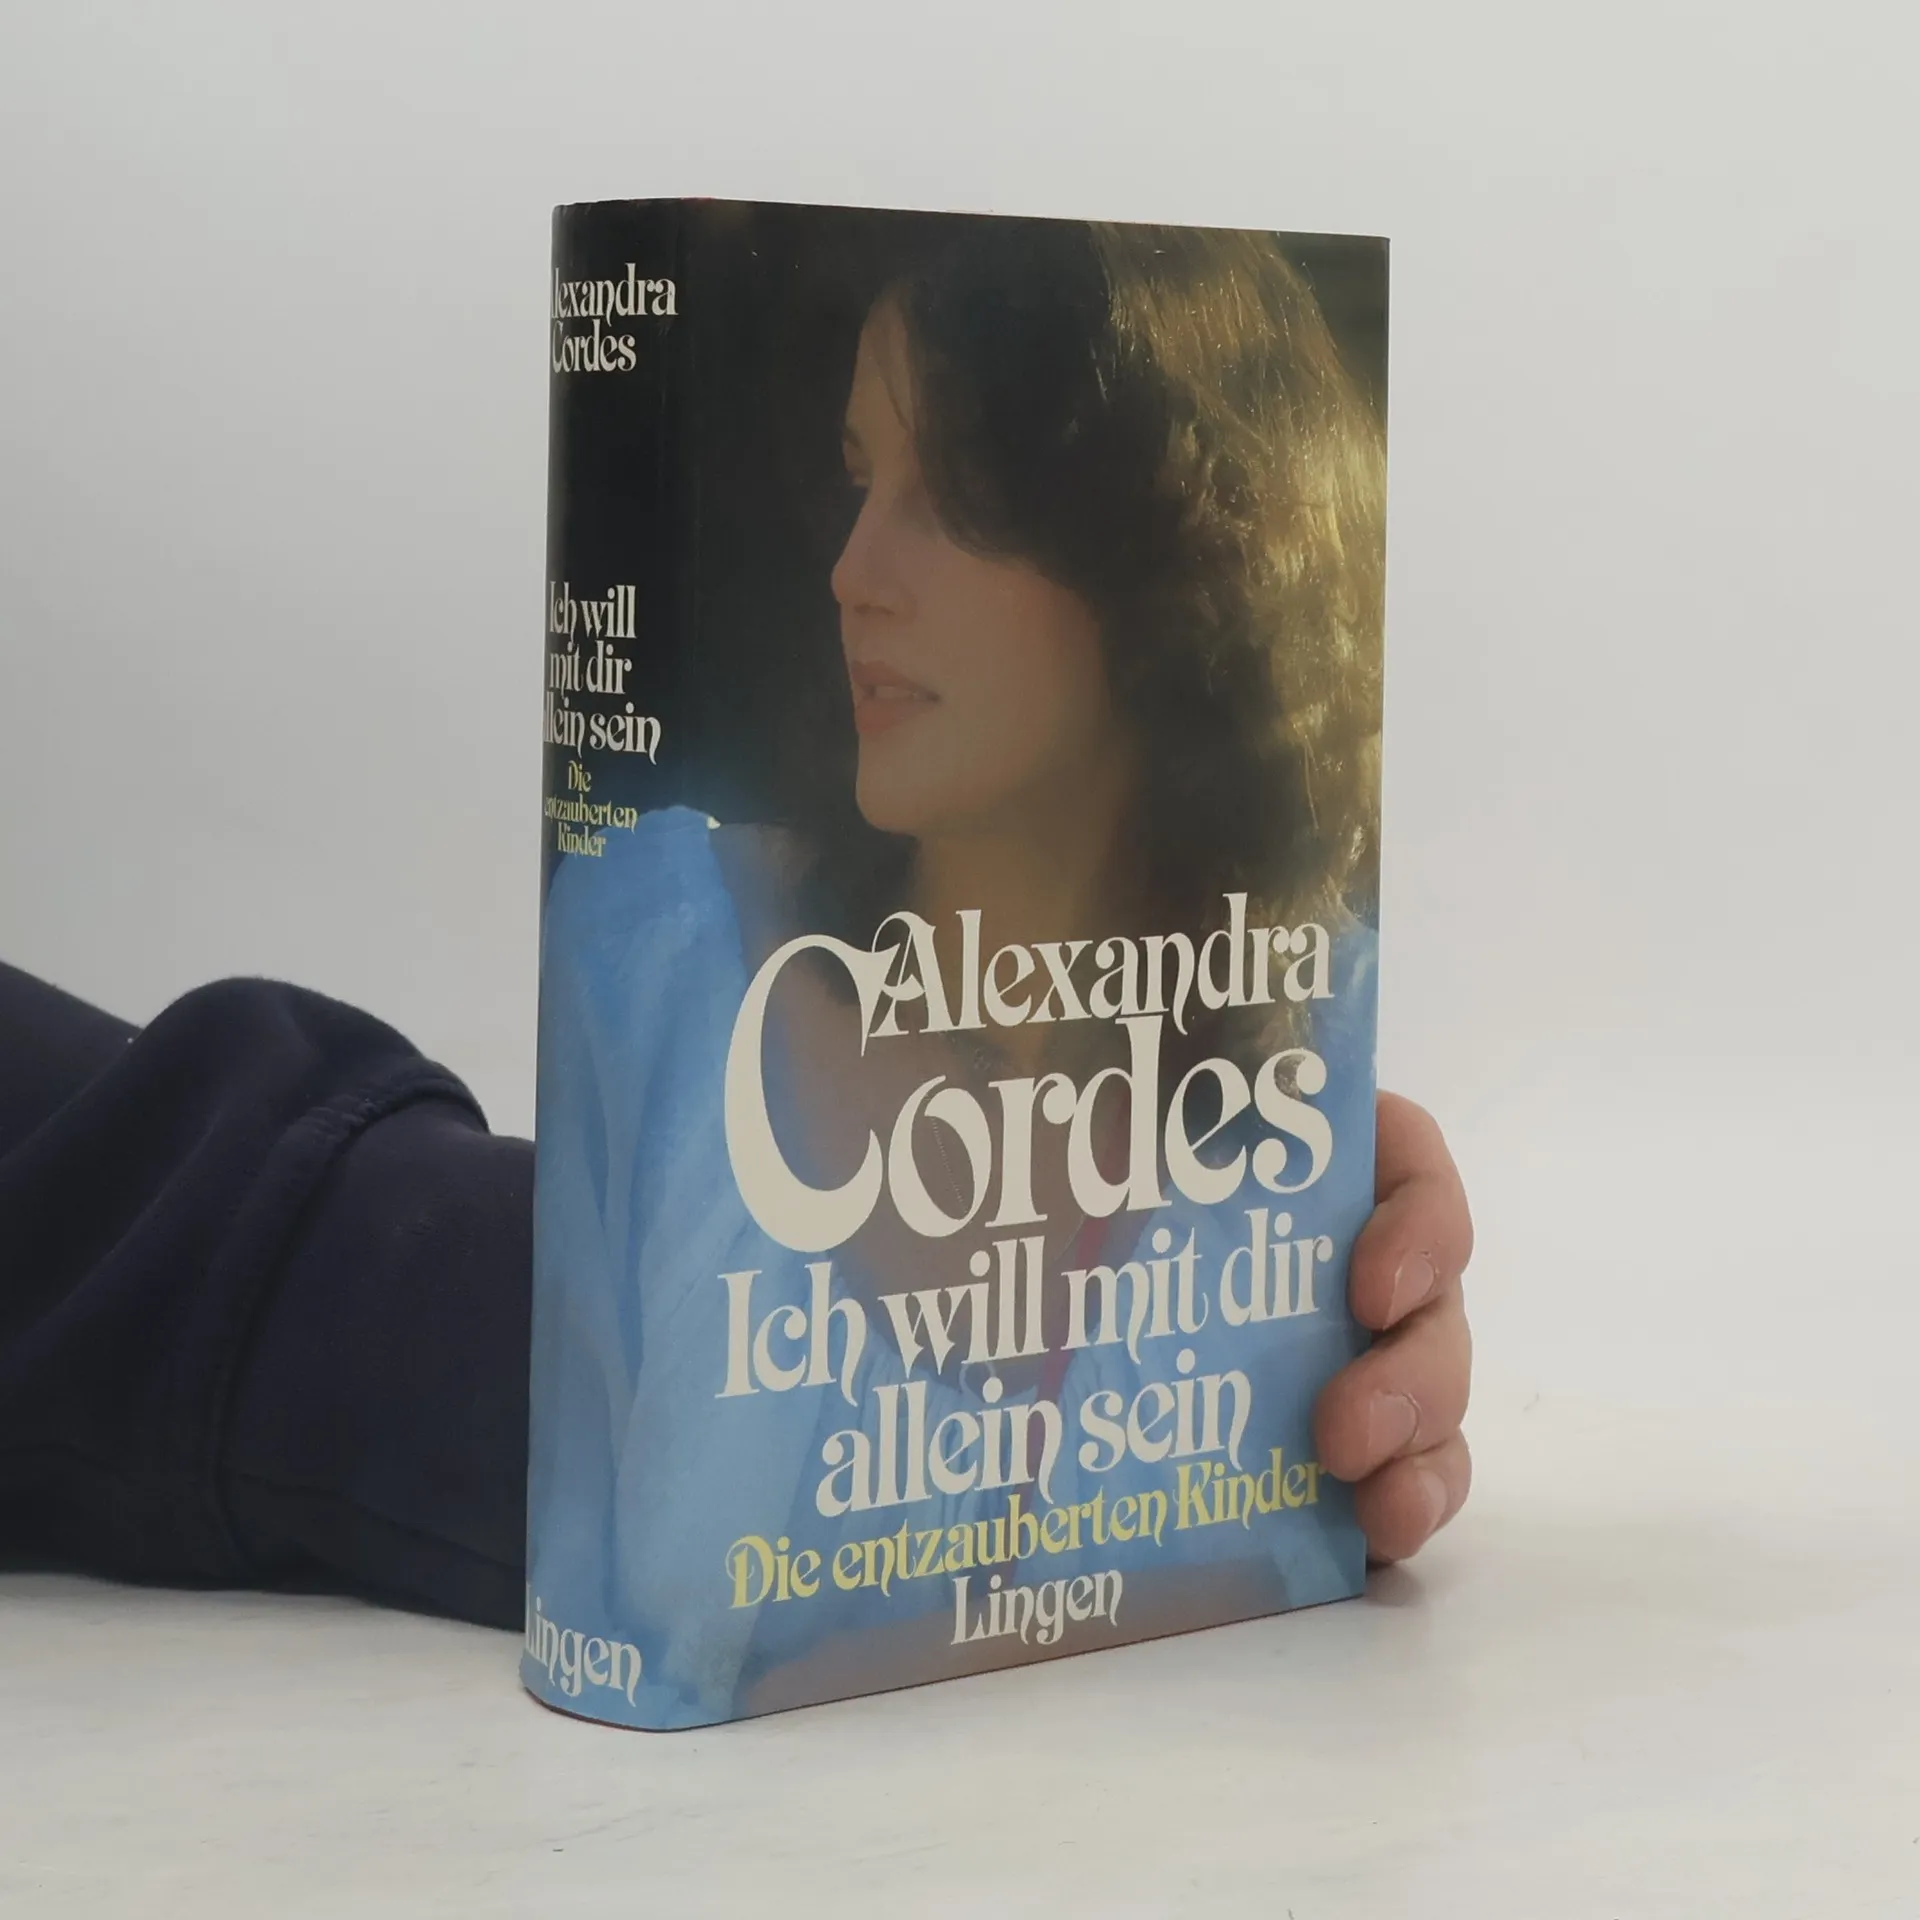 Alexandra
Cordes
Ich will
mit dir
allein sein
Die
entzauberten
Kinder
Lingen
Alexandra
Cordes
Ich will mit dir
allein sein
Die entzauberten Kinder
Lingen